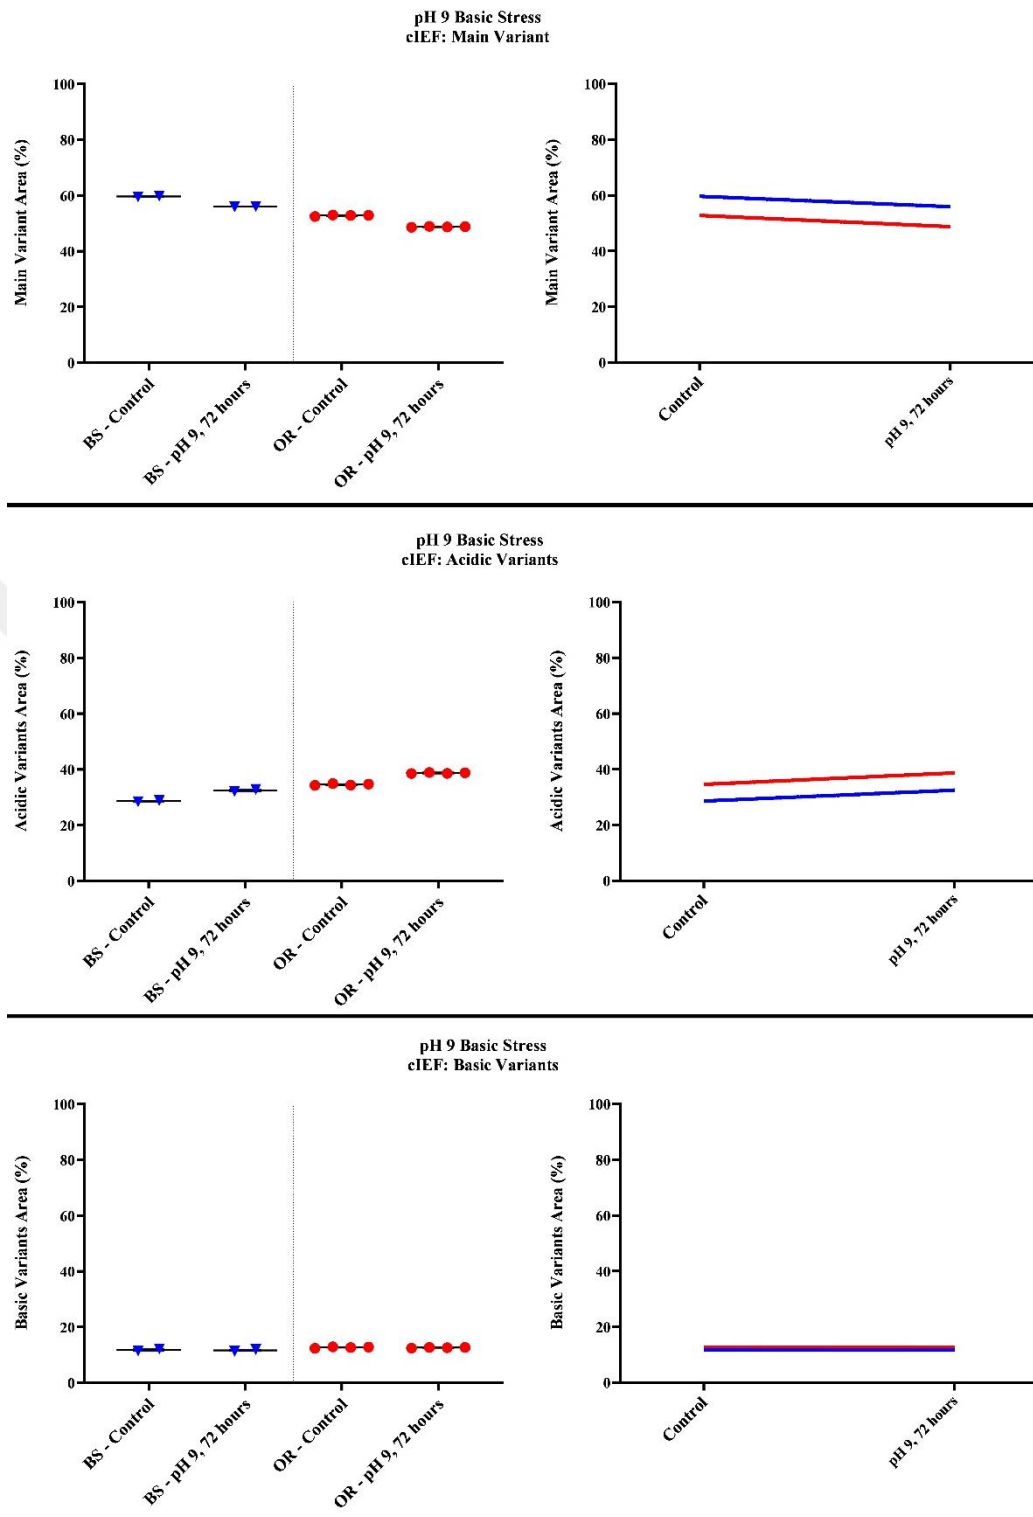 pH 9 Basic Stress
cIEF: Main Variant
Main Variant Area (%)
100
80
60
40
20
0
BS - Control
BS - pH 9, 72 hours
OR - Control
OR - pH 9, 72 hours
Main Variant Area (%)
100
80
60
40
20
0
Control
pH 9, 72 hours
pH 9 Basic Stress
cIEF: Acidic Variants
Acidic Variants Area (%)
100
80
60
40
20
0
BS - Control
BS - pH 9, 72 hours
OR - Control
OR - pH 9, 72 hours
Acidic Variants Area (%)
100
80
60
40
20
0
Control
pH 9, 72 hours
pH 9 Basic Stress
cIEF: Basic Variants
Basic Variants Area (%)
100
80
60
40
20
0
BS - Control
BS - pH 9, 72 hours
OR - Control
OR - pH 9, 72 hours
Basic Variants Area (%)
100
80
60
40
20
0
Control
pH 9, 72 hours